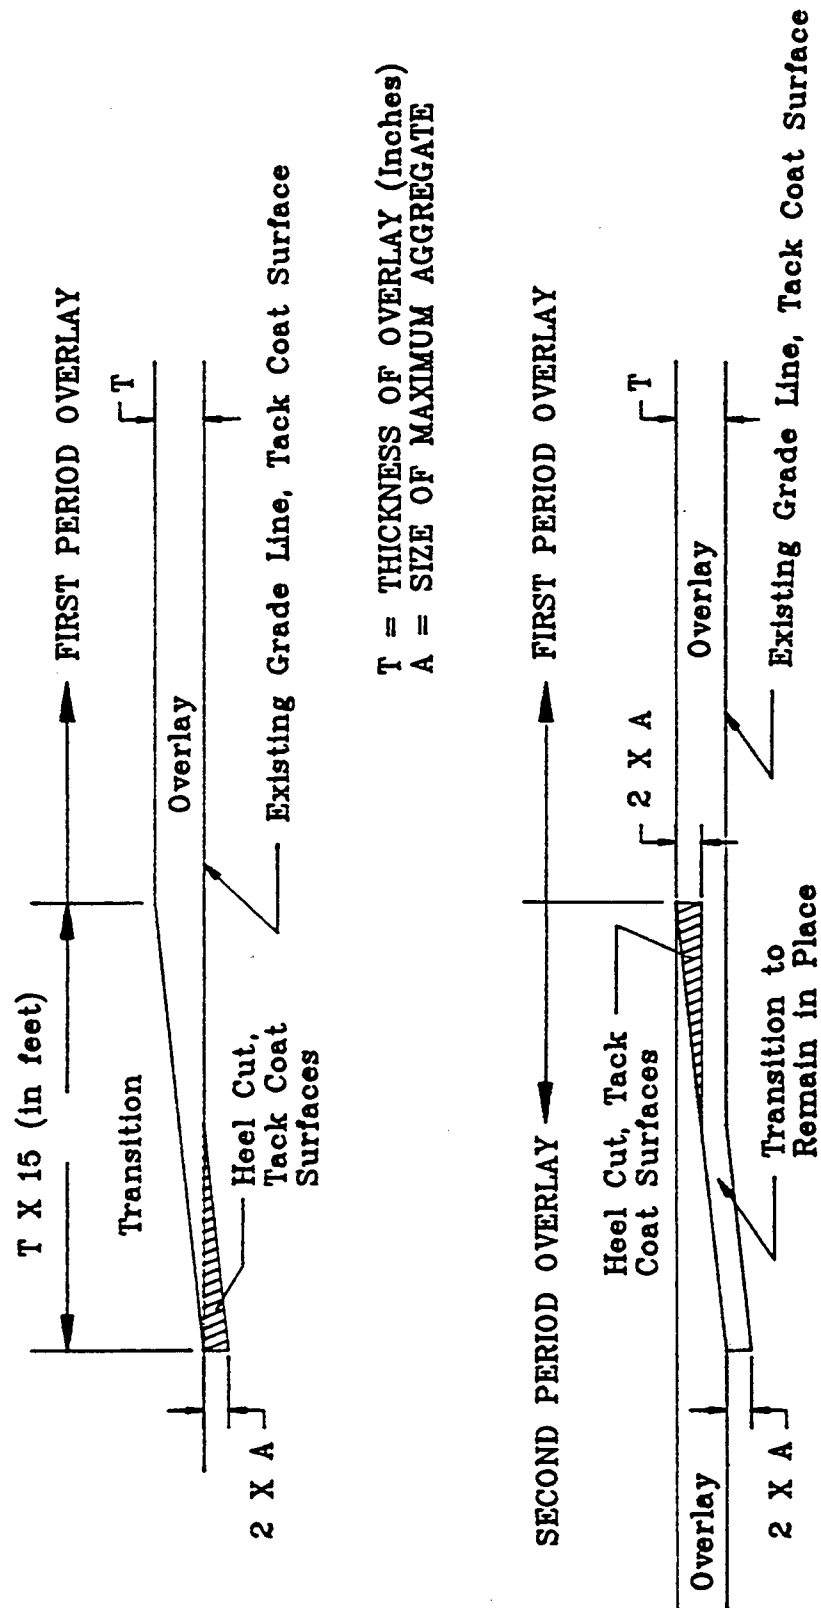 T X 15 (in feet)
FIRST PERIOD OVERLAY
Transition
Overlay
T
2 X A
Heel Cut,
Tack Coat
Surfaces
Existing Grade Line, Tack Coat Surface
T = THICKNESS OF OVERLAY (Inches)
A = SIZE OF MAXIMUM AGGREGATE
SECOND PERIOD OVERLAY
FIRST PERIOD OVERLAY
Heel Cut, Tack
Coat Surfaces
2 X A
T
Overlay
Overlay
2 X A
Transition to
Remain in Place
Existing Grade Line, Tack Coat Surface